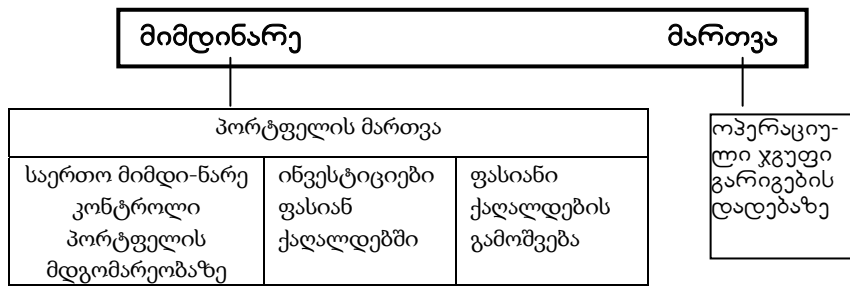 მიმდინარე მართვა
პორტფელის მართვა
საერთო მიმდი-ნარე
კონტროლი
პორტფელის
მდგომარეობაზე
ინვესტიციები
ფასიან
ქაღალდებში
ფასიანი
ქაღალდების
გამოშვება
ოპერაციუ-
ლი ჯგუფი
გარიგების
დადებაზე